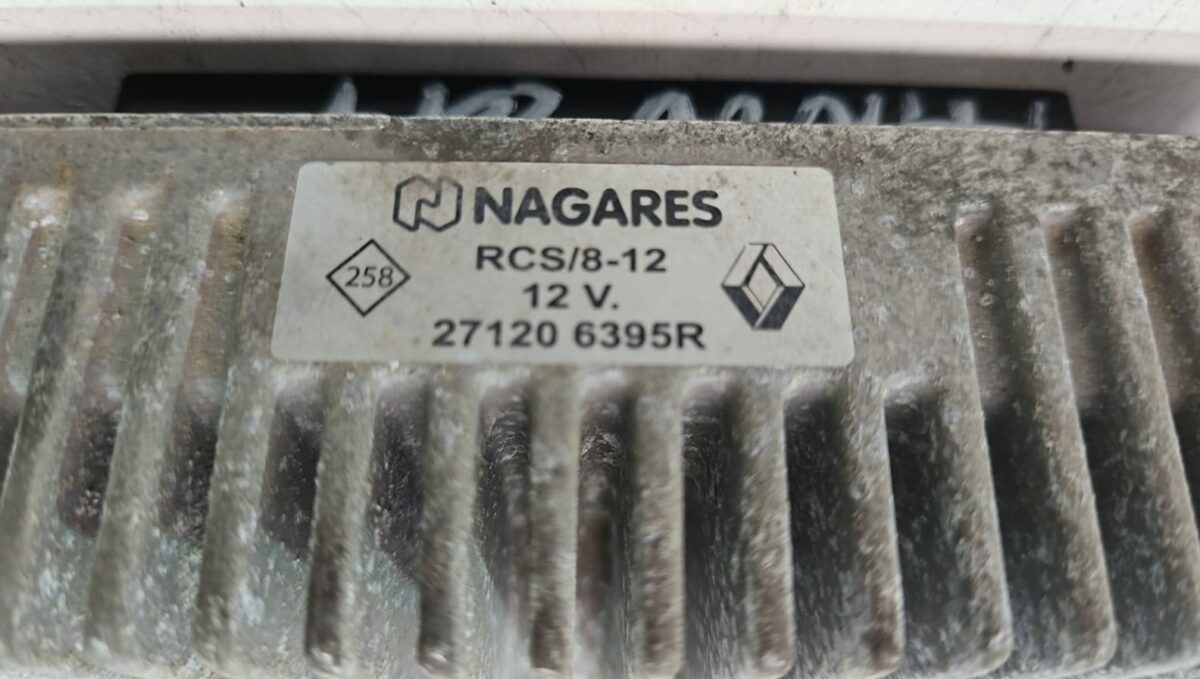 NAGARES
RCS/8-12
258
12 V.
27120 6395R